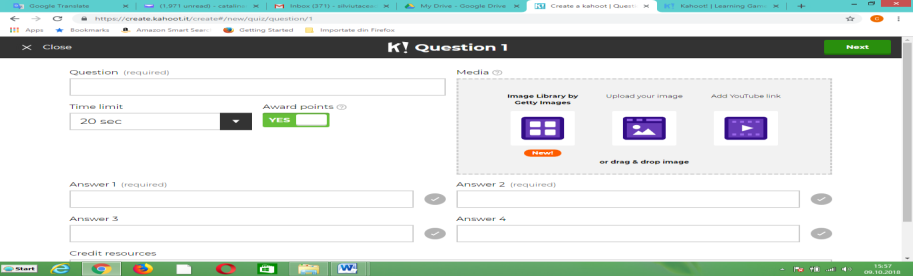 Google Translate
(1,971 unread) - catalin
Inbox (371) - silviutacex
My Drive - Google Drive
Create a kahoot | Quest
Kahoot! | Learning Gam
https://create.kahoot.it/create#/new/quiz/question/1
Apps Bookmarks Amazon Smart Sear Getting Started Importate din Firefox
Close K! Question 1 Next
Question (required)
Media
Time limit
Award points
20 sec
YES
Image Library by
Getty Images
Upload your image
Add YouTube link
New!
or drag & drop image
Answer 1 (required)
Answer 2 (required)
Answer 3
Answer 4
Credit resources
Start
15:57
09.10.2018